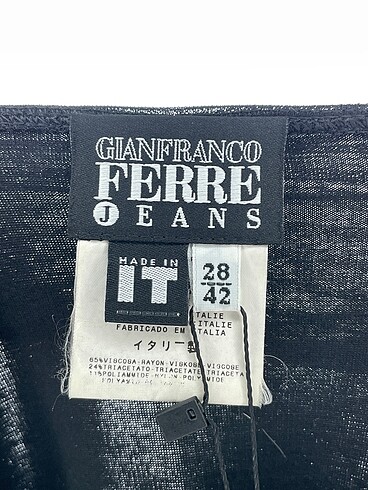 GIANFRANCO
FERRE
JEANS
MADE IN
IT
28
42
ITALIE
FABRICADO EM ITALIE
イタリー製 ITALIA
65%VISCOSA-RAYON-VISKOSE-VISCOSE
24%TRIACETATO-TRIACETATE-TRIACETA
11%POLIAMMIDE-NYLON-POLYAMIDE